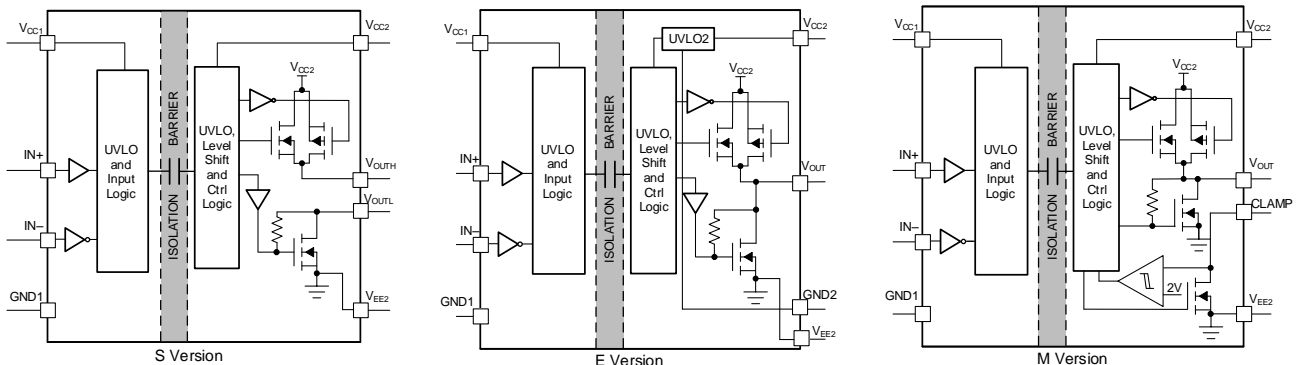 VCC1
VCC2
VCC2
UVLO
and
Input
Logic
ISOLATION BARRIER
UVLO,
Level
Shift
and
Ctrl
Logic
IN+
IN−
GND1
VOUTH
VOUTL
VEE2
S Version
VCC1
UVLO2
VCC2
VCC2
UVLO
and
Input
Logic
ISOLATION BARRIER
UVLO,
Level
Shift
and
Ctrl
Logic
IN+
IN−
GND1
VOUT
GND2
VEE2
E Version
VCC1
VCC2
VCC2
UVLO
and
Input
Logic
ISOLATION BARRIER
UVLO,
Level
Shift
and
Ctrl
Logic
IN+
IN−
GND1
VOUT
CLAMP
2V
VEE2
M Version